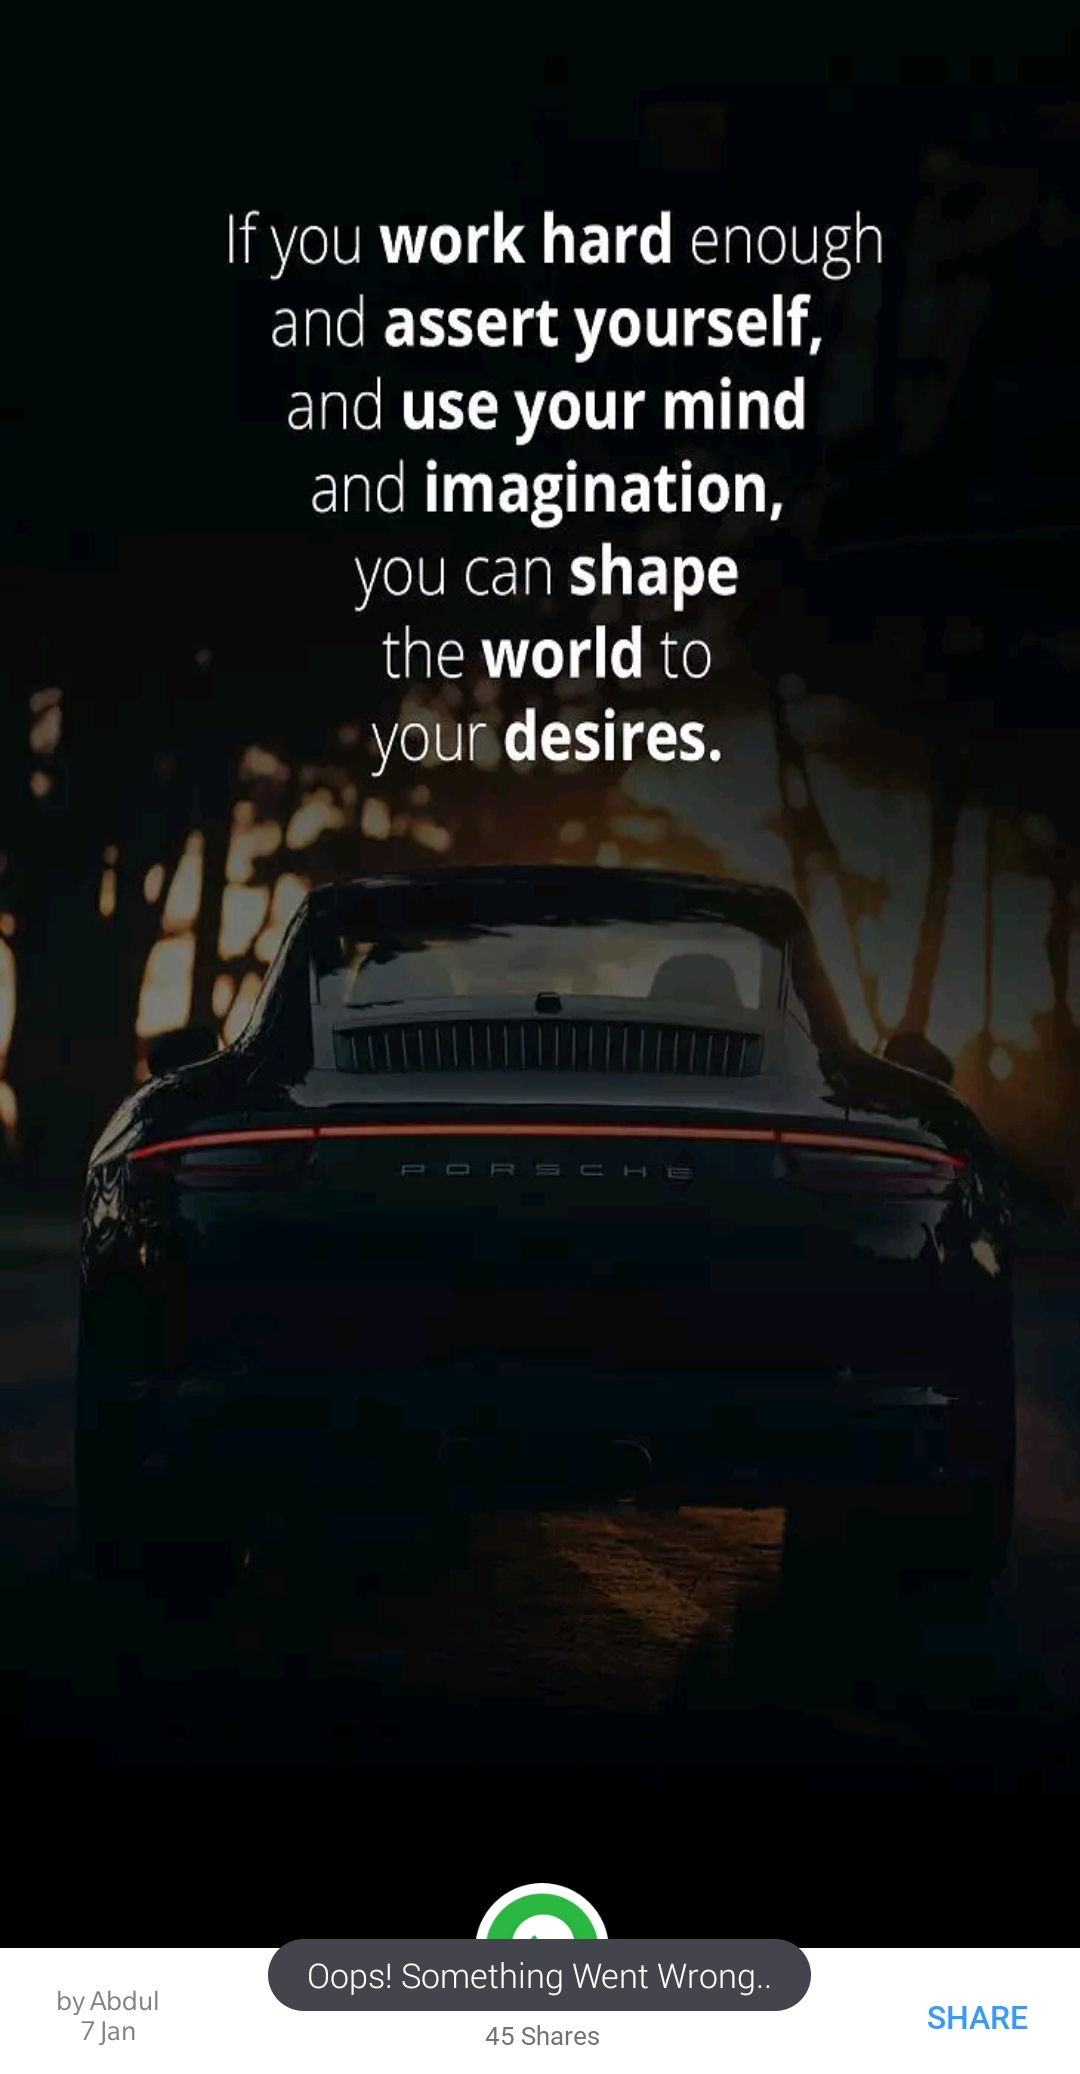 If you work hard enough
and assert yourself,
and use your mind
and imagination,
you can shape
the world to
your desires.
PORSCHE
Oops! Something Went Wrong..
by Abdul
7 Jan
45 Shares
SHARE